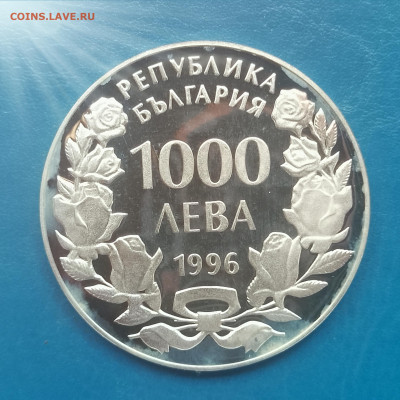 COINS.LAVE.RU
РЕПУБЛИКА
БЪЛГАРИЯ
1000
ЛЕВА
1996